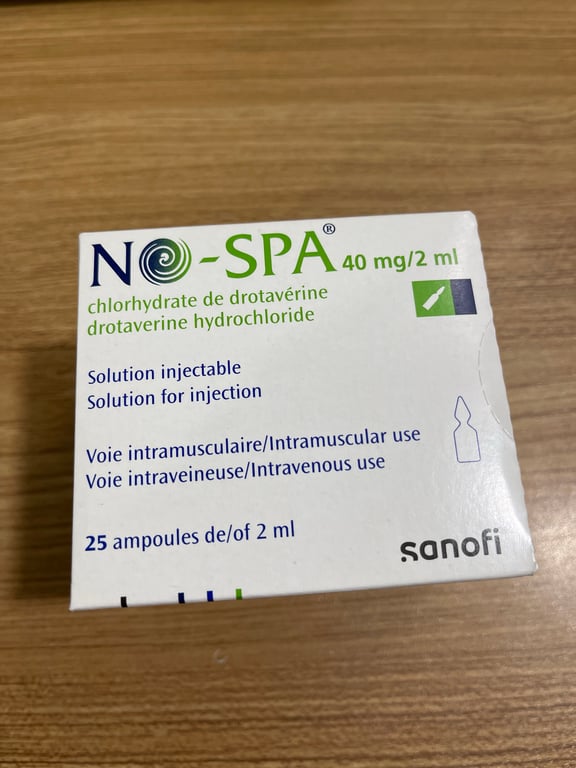 NO-SPA® 40 mg/2 ml
chlorhydrate de drotavérine
drotaverine hydrochloride
Solution injectable
Solution for injection
Voie intramusculaire/Intramuscular use
Voie intraveineuse/Intravenous use
25 ampoules de/of 2 ml
sanofi